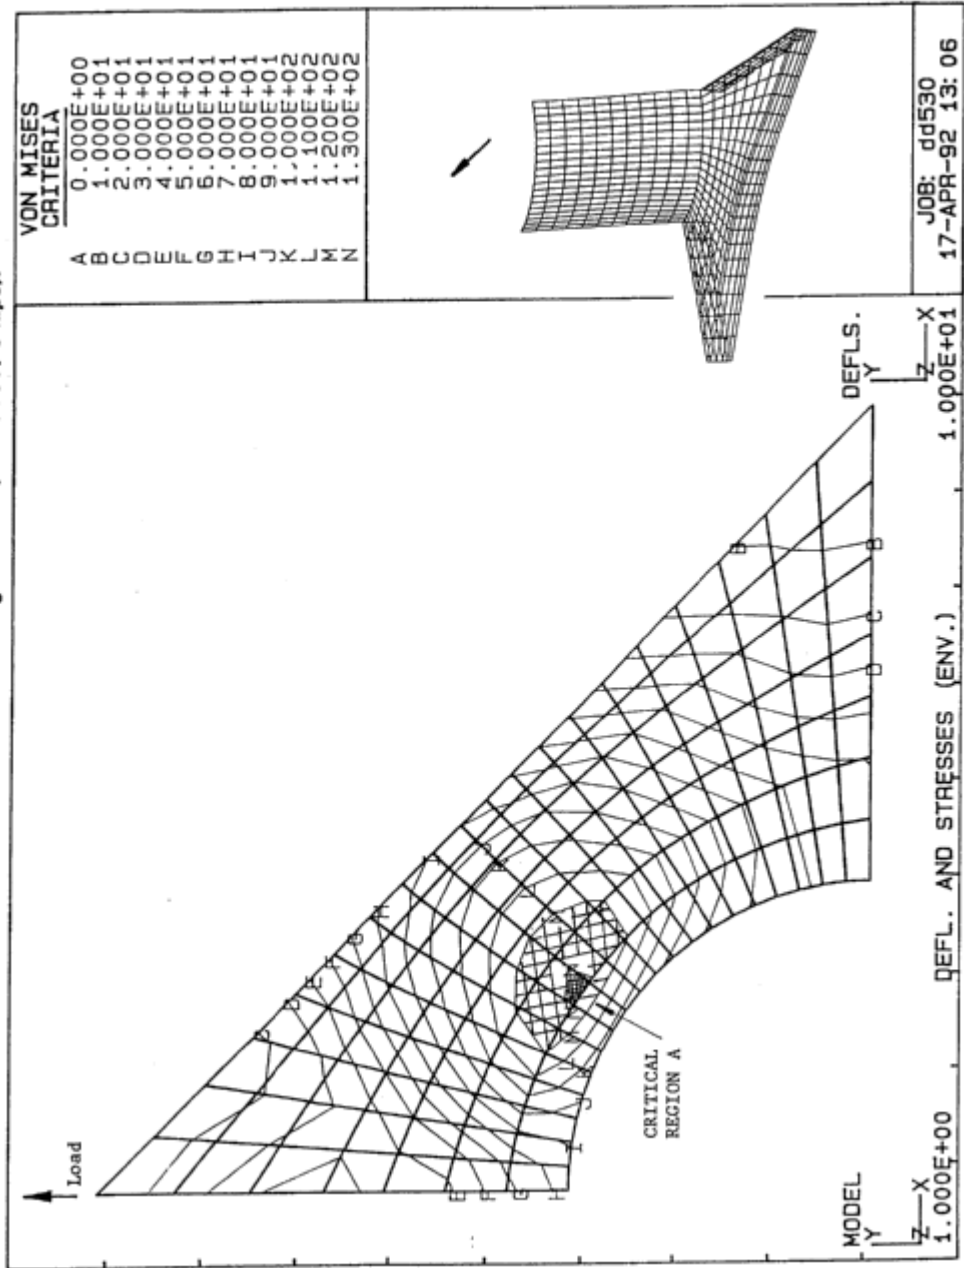 VON MISES
CRITERIA
A 0.000E+00
B 1.000E+01
C 2.000E+01
D 3.000E+01
E 4.000E+01
F 5.000E+01
G 6.000E+01
H 7.000E+01
I 8.000E+01
J 9.000E+01
K 1.000E+02
L 1.100E+02
M 1.200E+02
N 1.300E+02
JOB: dd530
17-APR-92 13: 06
Load
E
F
G
H
I
J
K
L
CRITICAL
REGION A
D
E
F
G
H
B
B
C
D
MODEL
Y
Z X
1.000E+00
DEFL. AND STRESSES (ENV.)
DEFLS.
Y
Z X
1.000E+01